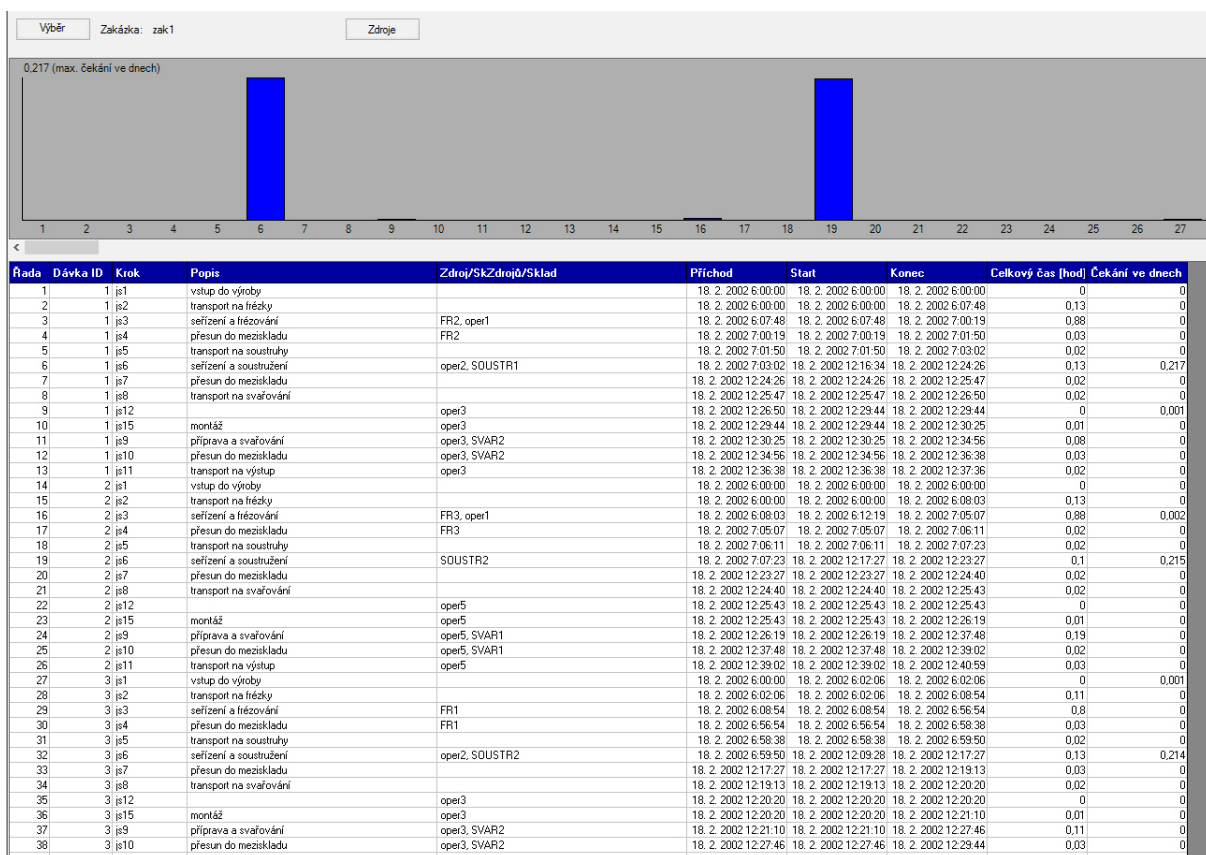 Výběr Zakázka: zak1 Zdroje
0,217 (max. čekání ve dnech)
1 2 3 4 5 6 7 8 9 10 11 12 13 14 15 16 17 18 19 20 21 22 23 24 25 26 27
Řada Dávka ID Krok Popis Zdroj/SkZdrojů/Sklad Příchod Start Konec Celkový čas [hod] Čekání ve dnech
1 1 js1 vstup do výroby 18. 2. 2002 6:00:00 18. 2. 2002 6:00:00 18. 2. 2002 6:00:00 0 0
2 1 js2 transport na frézky 18. 2. 2002 6:00:00 18. 2. 2002 6:00:00 18. 2. 2002 6:07:48 0,13 0
3 1 js3 seřízení a frézování FR2, oper1 18. 2. 2002 6:07:48 18. 2. 2002 6:07:48 18. 2. 2002 7:00:19 0,88 0
4 1 js4 přesun do meziskladu FR2 18. 2. 2002 7:00:19 18. 2. 2002 7:00:19 18. 2. 2002 7:01:50 0,03 0
5 1 js5 transport na soustruhy 18. 2. 2002 7:01:50 18. 2. 2002 7:01:50 18. 2. 2002 7:03:02 0,02 0
6 1 js6 seřízení a soustružení oper2, SOUSTR1 18. 2. 2002 7:03:02 18. 2. 2002 12:16:34 18. 2. 2002 12:24:26 0,13 0,217
7 1 js7 přesun do meziskladu 18. 2. 2002 12:24:26 18. 2. 2002 12:24:26 18. 2. 2002 12:25:47 0,02 0
8 1 js8 transport na svařování 18. 2. 2002 12:25:47 18. 2. 2002 12:25:47 18. 2. 2002 12:26:50 0,02 0
9 1 js12 oper3 18. 2. 2002 12:26:50 18. 2. 2002 12:29:44 18. 2. 2002 12:29:44 0 0,001
10 1 js15 montáž oper3 18. 2. 2002 12:29:44 18. 2. 2002 12:29:44 18. 2. 2002 12:30:25 0,01 0
11 1 js9 příprava a svařování oper3, SVAR2 18. 2. 2002 12:30:25 18. 2. 2002 12:30:25 18. 2. 2002 12:34:56 0,08 0
12 1 js10 přesun do meziskladu oper3, SVAR2 18. 2. 2002 12:34:56 18. 2. 2002 12:34:56 18. 2. 2002 12:36:38 0,03 0
13 1 js11 transport na výstup oper3 18. 2. 2002 12:36:38 18. 2. 2002 12:36:38 18. 2. 2002 12:37:36 0,02 0
14 2 js1 vstup do výroby 18. 2. 2002 6:00:00 18. 2. 2002 6:00:00 18. 2. 2002 6:00:00 0 0
15 2 js2 transport na frézky 18. 2. 2002 6:00:00 18. 2. 2002 6:00:00 18. 2. 2002 6:08:03 0,13 0
16 2 js3 seřízení a frézování FR3, oper1 18. 2. 2002 6:08:03 18. 2. 2002 6:12:19 18. 2. 2002 7:05:07 0,88 0,002
17 2 js4 přesun do meziskladu FR3 18. 2. 2002 7:05:07 18. 2. 2002 7:05:07 18. 2. 2002 7:06:11 0,02 0
18 2 js5 transport na soustruhy 18. 2. 2002 7:06:11 18. 2. 2002 7:06:11 18. 2. 2002 7:07:23 0,02 0
19 2 js6 seřízení a soustružení SOUSTR2 18. 2. 2002 7:07:23 18. 2. 2002 12:17:27 18. 2. 2002 12:23:27 0,1 0,215
20 2 js7 přesun do meziskladu 18. 2. 2002 12:23:27 18. 2. 2002 12:23:27 18. 2. 2002 12:24:40 0,02 0
21 2 js8 transport na svařování 18. 2. 2002 12:24:40 18. 2. 2002 12:24:40 18. 2. 2002 12:25:43 0,02 0
22 2 js12 oper5 18. 2. 2002 12:25:43 18. 2. 2002 12:25:43 18. 2. 2002 12:25:43 0 0
23 2 js15 montáž oper5 18. 2. 2002 12:25:43 18. 2. 2002 12:25:43 18. 2. 2002 12:26:19 0,01 0
24 2 js9 příprava a svařování oper5, SVAR1 18. 2. 2002 12:26:19 18. 2. 2002 12:26:19 18. 2. 2002 12:37:48 0,19 0
25 2 js10 přesun do meziskladu oper5, SVAR1 18. 2. 2002 12:37:48 18. 2. 2002 12:37:48 18. 2. 2002 12:39:02 0,02 0
26 2 js11 transport na výstup oper5 18. 2. 2002 12:39:02 18. 2. 2002 12:39:02 18. 2. 2002 12:40:59 0,03 0
27 3 js1 vstup do výroby 18. 2. 2002 6:00:00 18. 2. 2002 6:02:06 18. 2. 2002 6:02:06 0 0,001
28 3 js2 transport na frézky 18. 2. 2002 6:02:06 18. 2. 2002 6:02:06 18. 2. 2002 6:08:54 0,11 0
29 3 js3 seřízení a frézování FR1 18. 2. 2002 6:08:54 18. 2. 2002 6:08:54 18. 2. 2002 6:56:54 0,8 0
30 3 js4 přesun do meziskladu FR1 18. 2. 2002 6:56:54 18. 2. 2002 6:56:54 18. 2. 2002 6:58:38 0,03 0
31 3 js5 transport na soustruhy 18. 2. 2002 6:58:38 18. 2. 2002 6:58:38 18. 2. 2002 6:59:50 0,02 0
32 3 js6 seřízení a soustružení oper2, SOUSTR2 18. 2. 2002 6:59:50 18. 2. 2002 12:09:28 18. 2. 2002 12:17:27 0,13 0,214
33 3 js7 přesun do meziskladu 18. 2. 2002 12:17:27 18. 2. 2002 12:17:27 18. 2. 2002 12:19:13 0,03 0
34 3 js8 transport na svařování 18. 2. 2002 12:19:13 18. 2. 2002 12:19:13 18. 2. 2002 12:20:20 0,02 0
35 3 js12 oper3 18. 2. 2002 12:20:20 18. 2. 2002 12:20:20 18. 2. 2002 12:20:20 0 0
36 3 js15 montáž oper3 18. 2. 2002 12:20:20 18. 2. 2002 12:20:20 18. 2. 2002 12:21:10 0,01 0
37 3 js9 příprava a svařování oper3, SVAR2 18. 2. 2002 12:21:10 18. 2. 2002 12:21:10 18. 2. 2002 12:27:46 0,11 0
38 3 js10 přesun do meziskladu oper3, SVAR2 18. 2. 2002 12:27:46 18. 2. 2002 12:27:46 18. 2. 2002 12:29:44 0,03 0